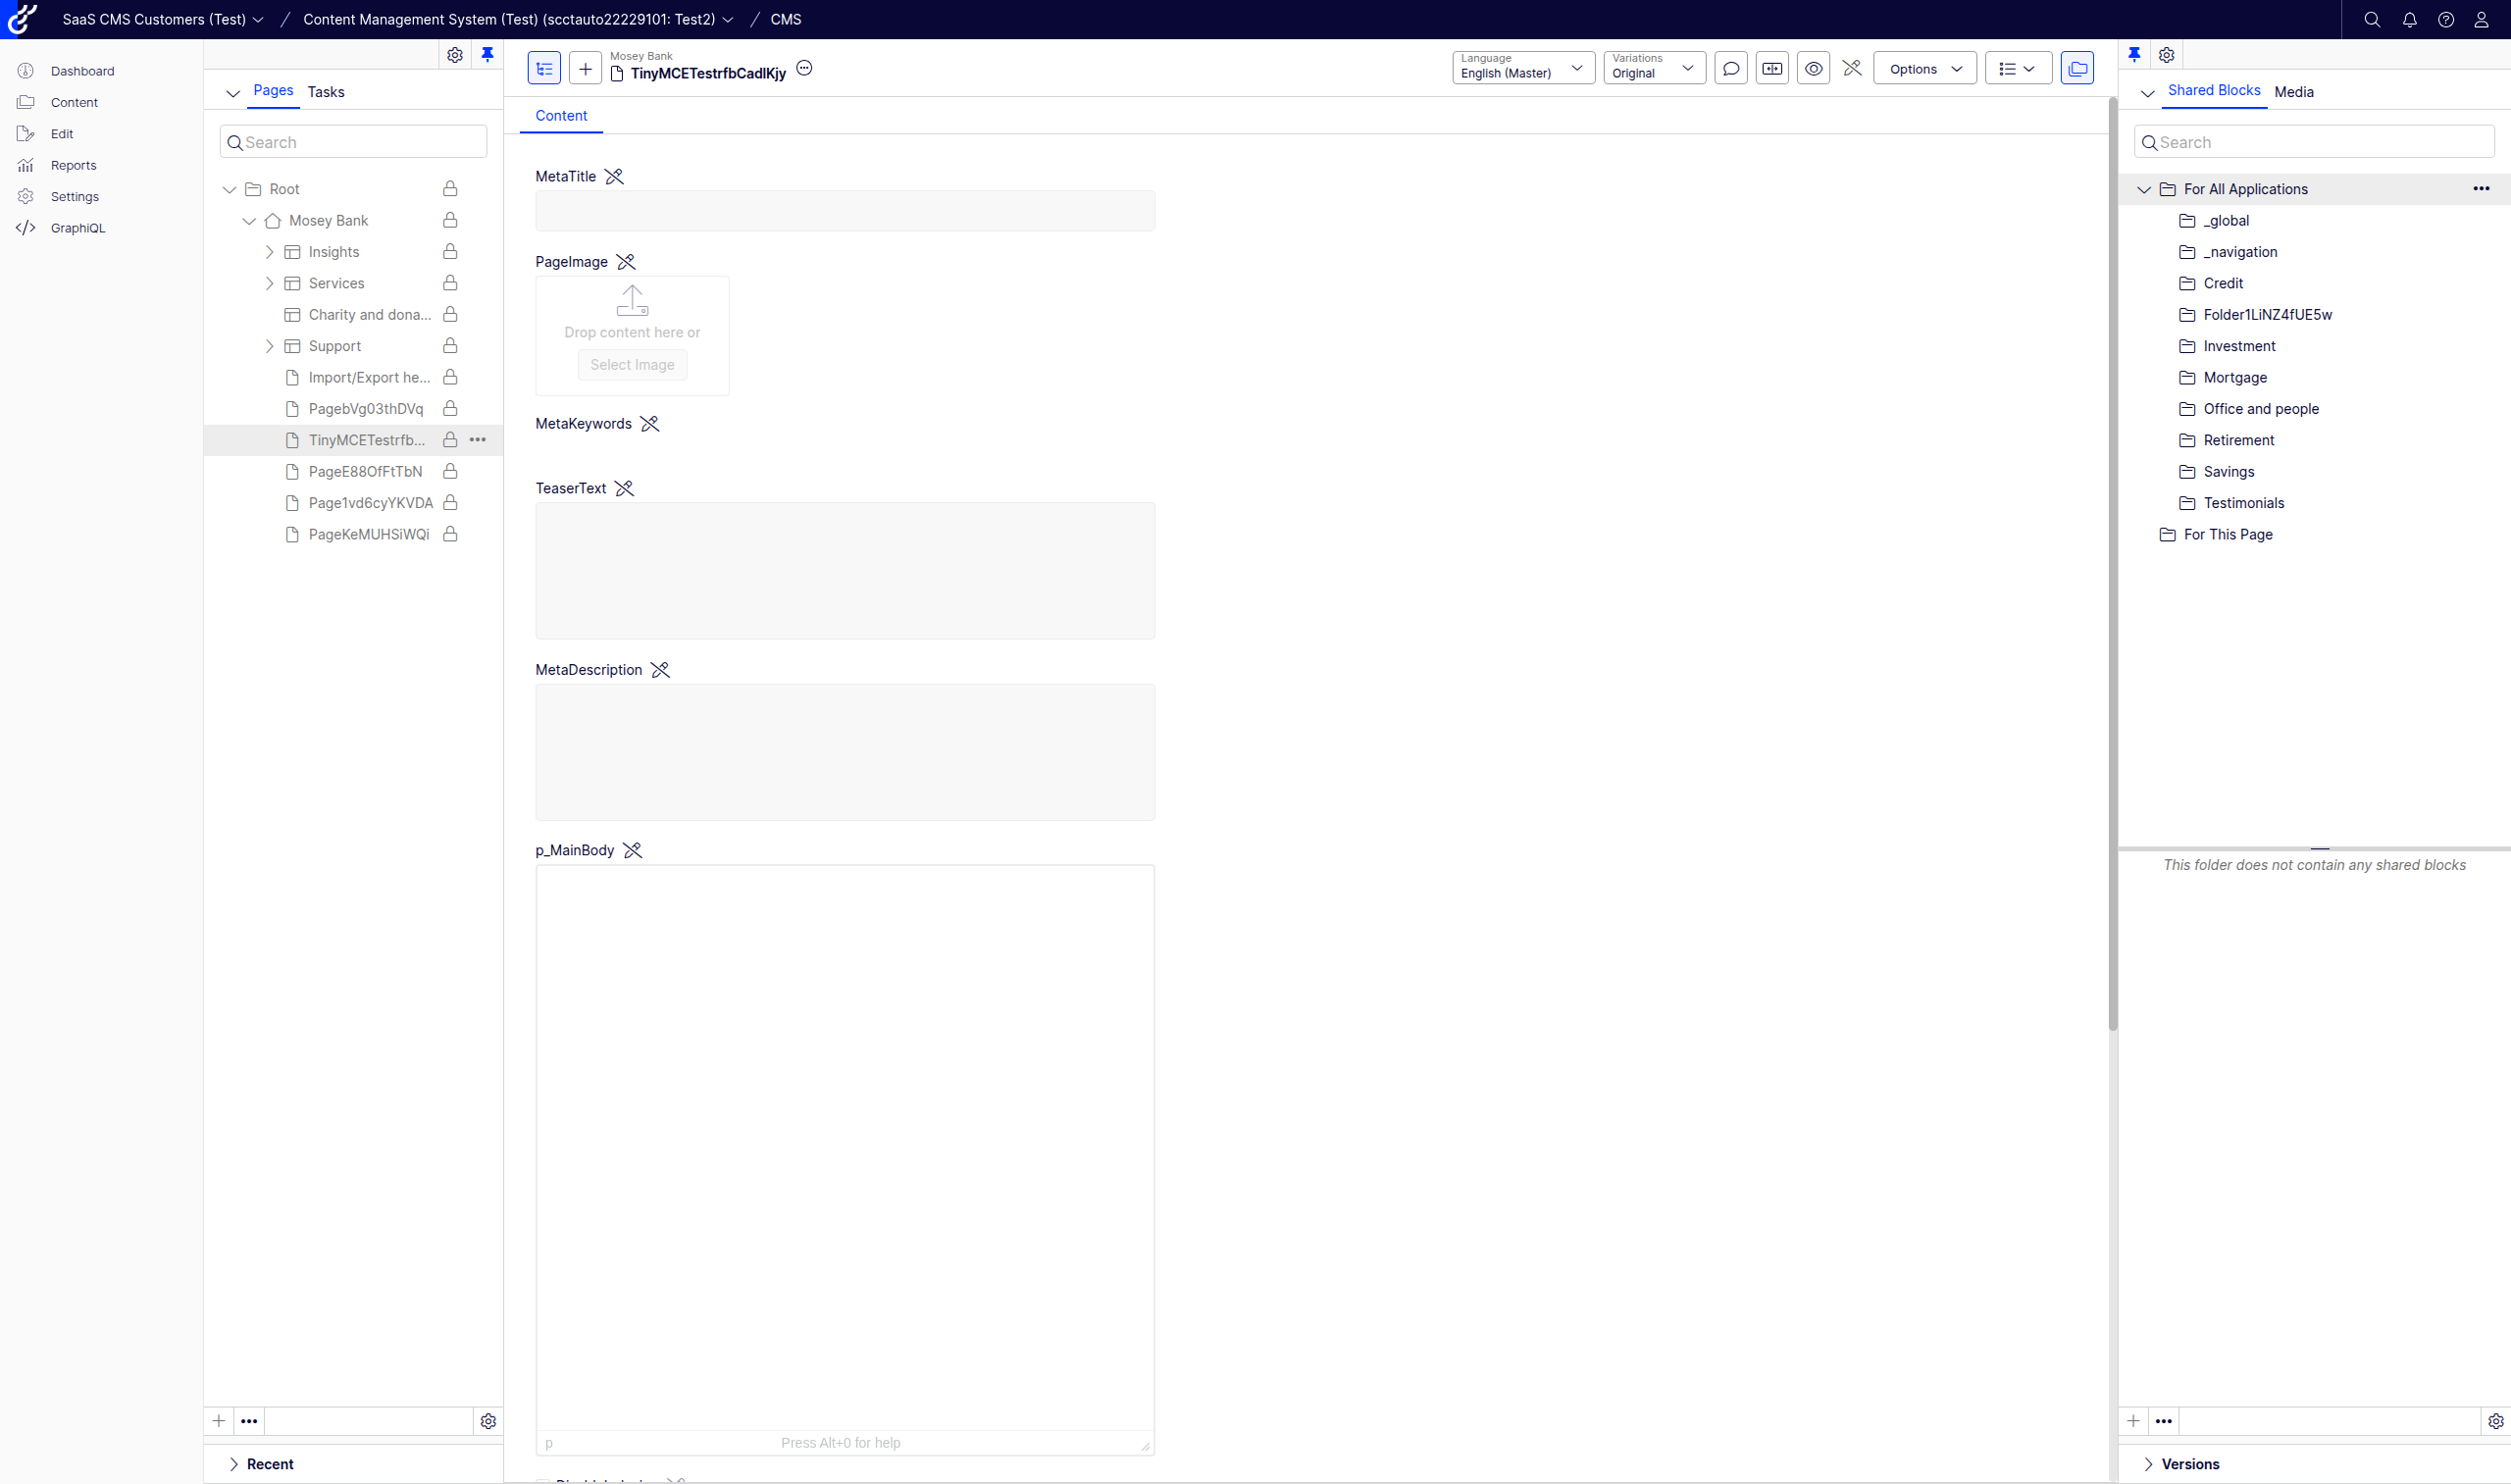 SaaS CMS Customers (Test) / Content Management System (Test) (scctauto22229101: Test2) / CMS
Dashboard
Content
Edit
Reports
Settings
GraphiQL
Pages Tasks
Search
Root
Mosey Bank
Insights
Services
Charity and dona...
Support
Import/Export he...
PagebVg03thDVq
TinyMCETestrfb...
PageE88OfFtTbN
Page1vd6cyYKVDA
PageKeMUHSiWQi
Recent
Mosey Bank
TinyMCETestrfbCadlKjy
Language
English (Master)
Variations
Original
Options
Content
MetaTitle
PageImage
Drop content here or
Select Image
MetaKeywords
TeaserText
MetaDescription
p_MainBody
p Press Alt+0 for help
Shared Blocks Media
Search
For All Applications
_global
_navigation
Credit
Folder1LiNZ4fUE5w
Investment
Mortgage
Office and people
Retirement
Savings
Testimonials
For This Page
This folder does not contain any shared blocks
Versions